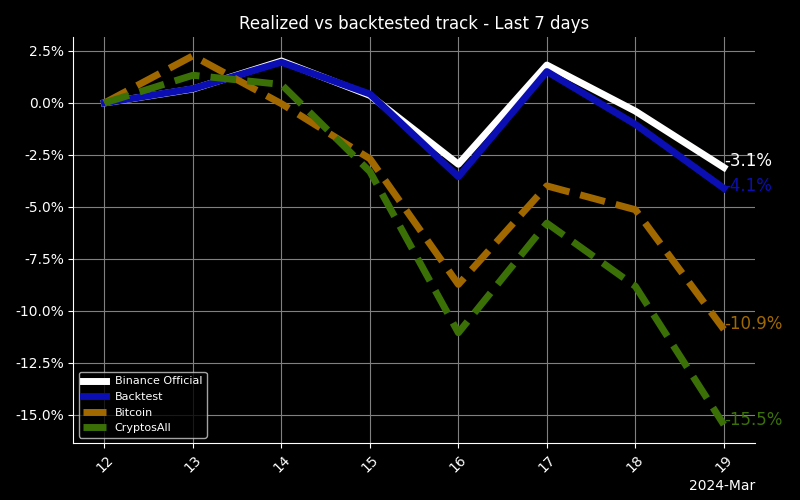 Realized vs backtested track - Last 7 days
2.5%
0.0%
-2.5%
-5.0%
-7.5%
-10.0%
-12.5%
-15.0%
-3.1%
-4.1%
-10.9%
-15.5%
Binance Official
Backtest
Bitcoin
CryptosAll
12 13 14 15 16 17 18 19
2024-Mar